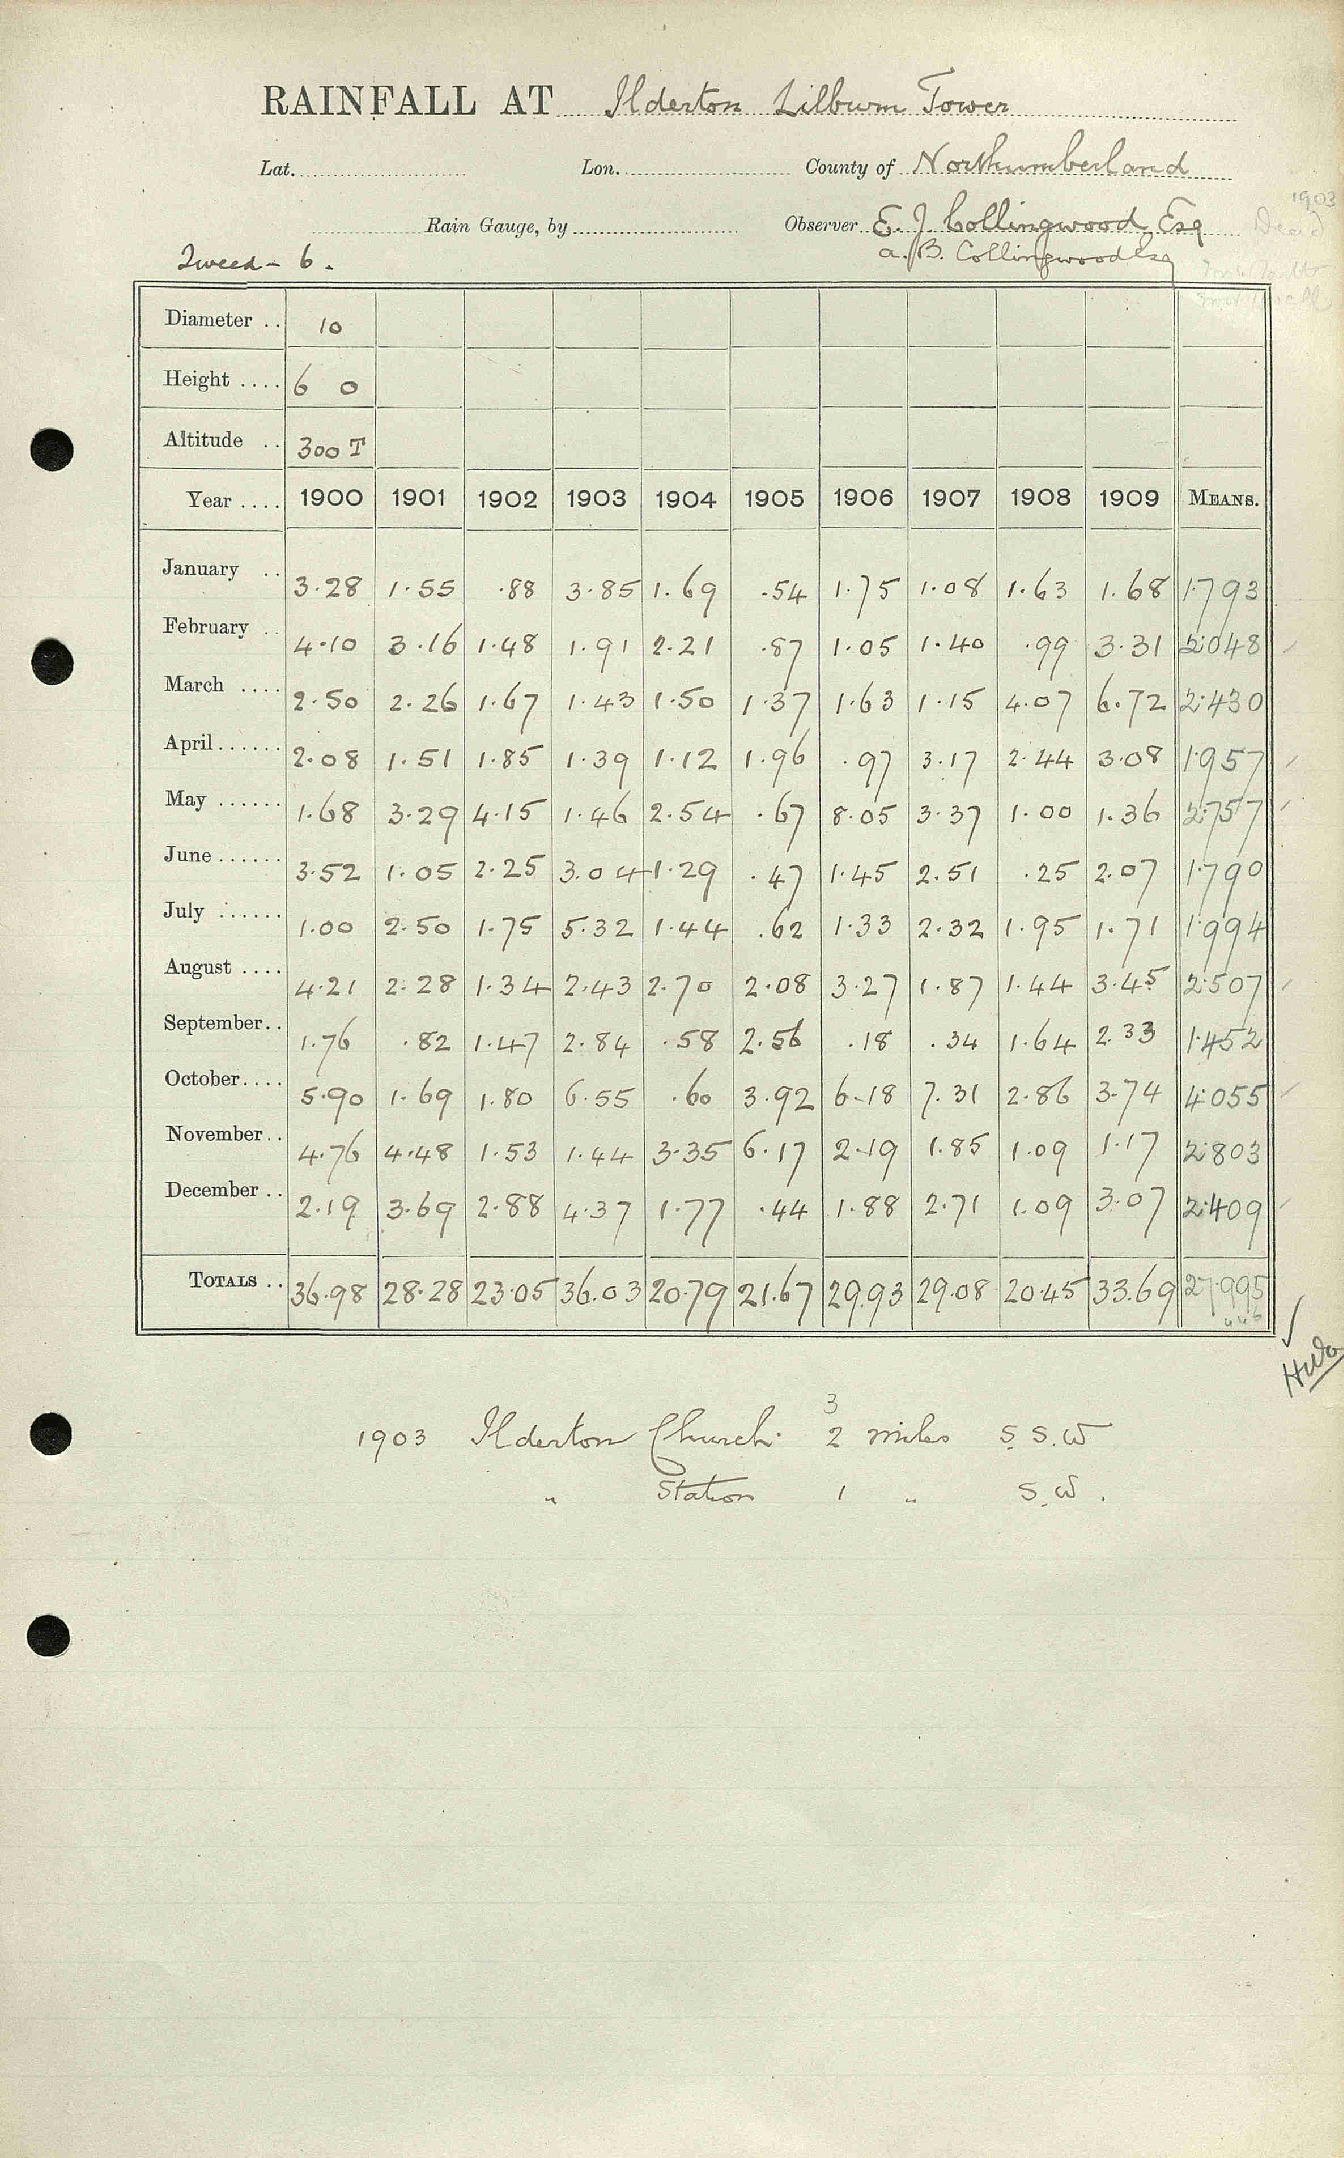 RAINFALL AT Ilderton Lilburn Tower
Lat. Lon. County of Northumberland
1903
Rain Gauge, by Observer E. J. Collingwood Esq Dead
Tweed - 6. A. B. Collingwood Esq
Diameter .. 10
Height .... 6 0
Altitude .. 300 T
Year .... 1900 1901 1902 1903 1904 1905 1906 1907 1908 1909 MEANS.
January .. 3.28 1.55 .88 3.85 1.69 .54 1.75 1.08 1.63 1.68 1.793
February .. 4.10 3.16 1.48 1.91 2.21 .87 1.05 1.40 .99 3.31 2.048
March .... 2.50 2.26 1.67 1.43 1.50 1.37 1.63 1.15 4.07 6.72 2.430
April...... 2.08 1.51 1.85 1.39 1.12 1.96 .97 3.17 2.44 3.08 1.957
May ...... 1.68 3.29 4.15 1.46 2.54 .67 8.05 3.37 1.00 1.36 2.757
June...... 3.52 1.05 2.25 3.04 1.29 .47 1.45 2.51 .25 2.07 1.790
July ...... 1.00 2.50 1.75 5.32 1.44 .62 1.33 2.32 1.95 1.71 1.994
August .... 4.21 2.28 1.34 2.43 2.70 2.08 3.27 1.87 1.44 3.45 2.507
September.. 1.76 .82 1.47 2.84 .58 2.56 .18 .34 1.64 2.33 1.452
October.... 5.90 1.69 1.80 6.55 .60 3.92 6.18 7.31 2.86 3.74 4.055
November.. 4.76 4.48 1.53 1.44 3.35 6.17 2.19 1.85 1.09 1.17 2.803
December .. 2.19 3.69 2.88 4.37 1.77 .44 1.88 2.71 1.09 3.07 2.409
TOTALS .. 36.98 28.28 23.05 36.03 20.79 21.67 29.93 29.08 20.45 33.69 27.995
1903 Ilderton Church 3 2 miles S. S. W
" Station 1 " S. W.